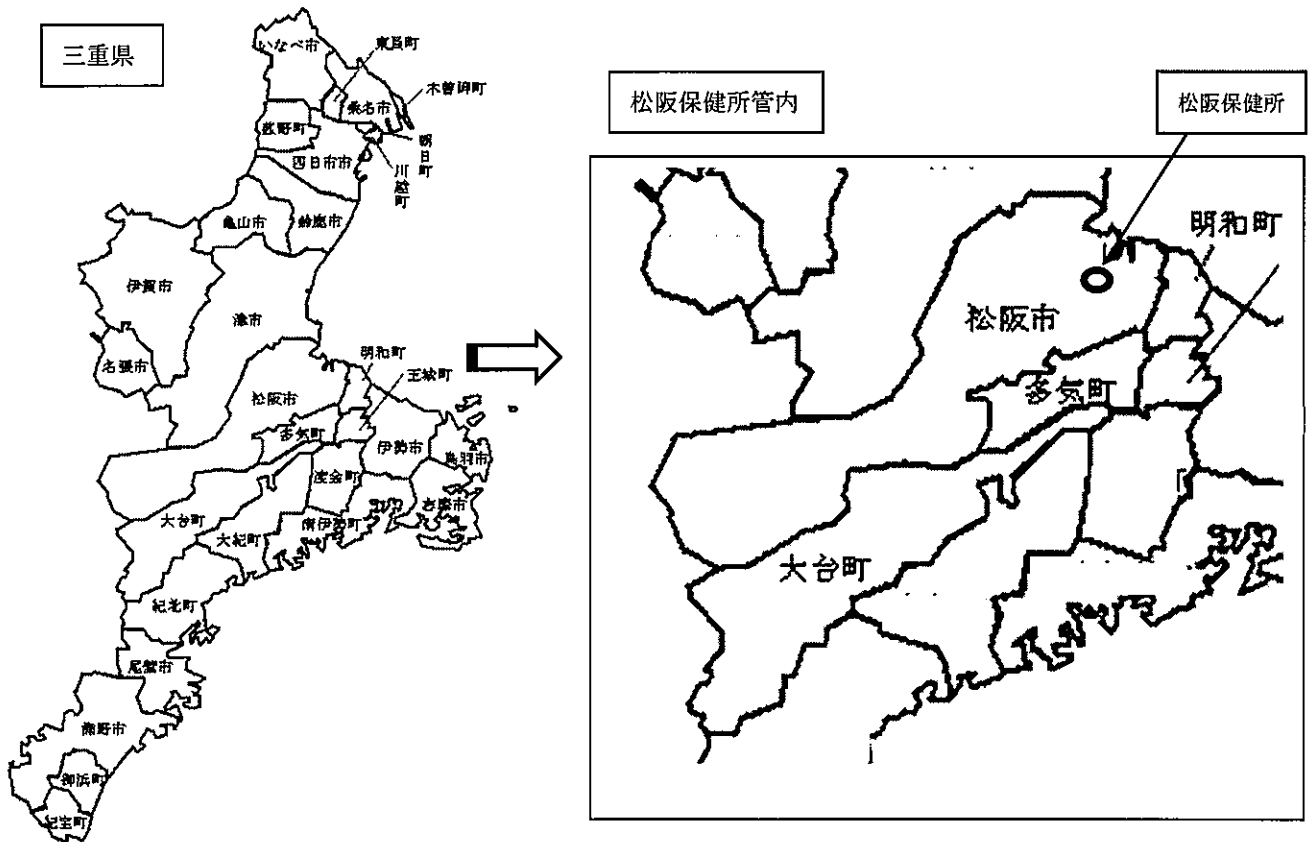 三重県
いなべ市
東員町
木曽岬町
桑名市
菰野町
朝日町
四日市市
川越町
亀山市
鈴鹿市
伊賀市
津市
名張市
明和町
玉城町
松阪市
多気町
伊勢市
鳥羽市
度会町
志摩市
大台町
南伊勢町
大紀町
紀北町
尾鷲市
熊野市
御浜町
紀宝町
松阪保健所管内
松阪保健所
明和町
松阪市
多気町
大台町